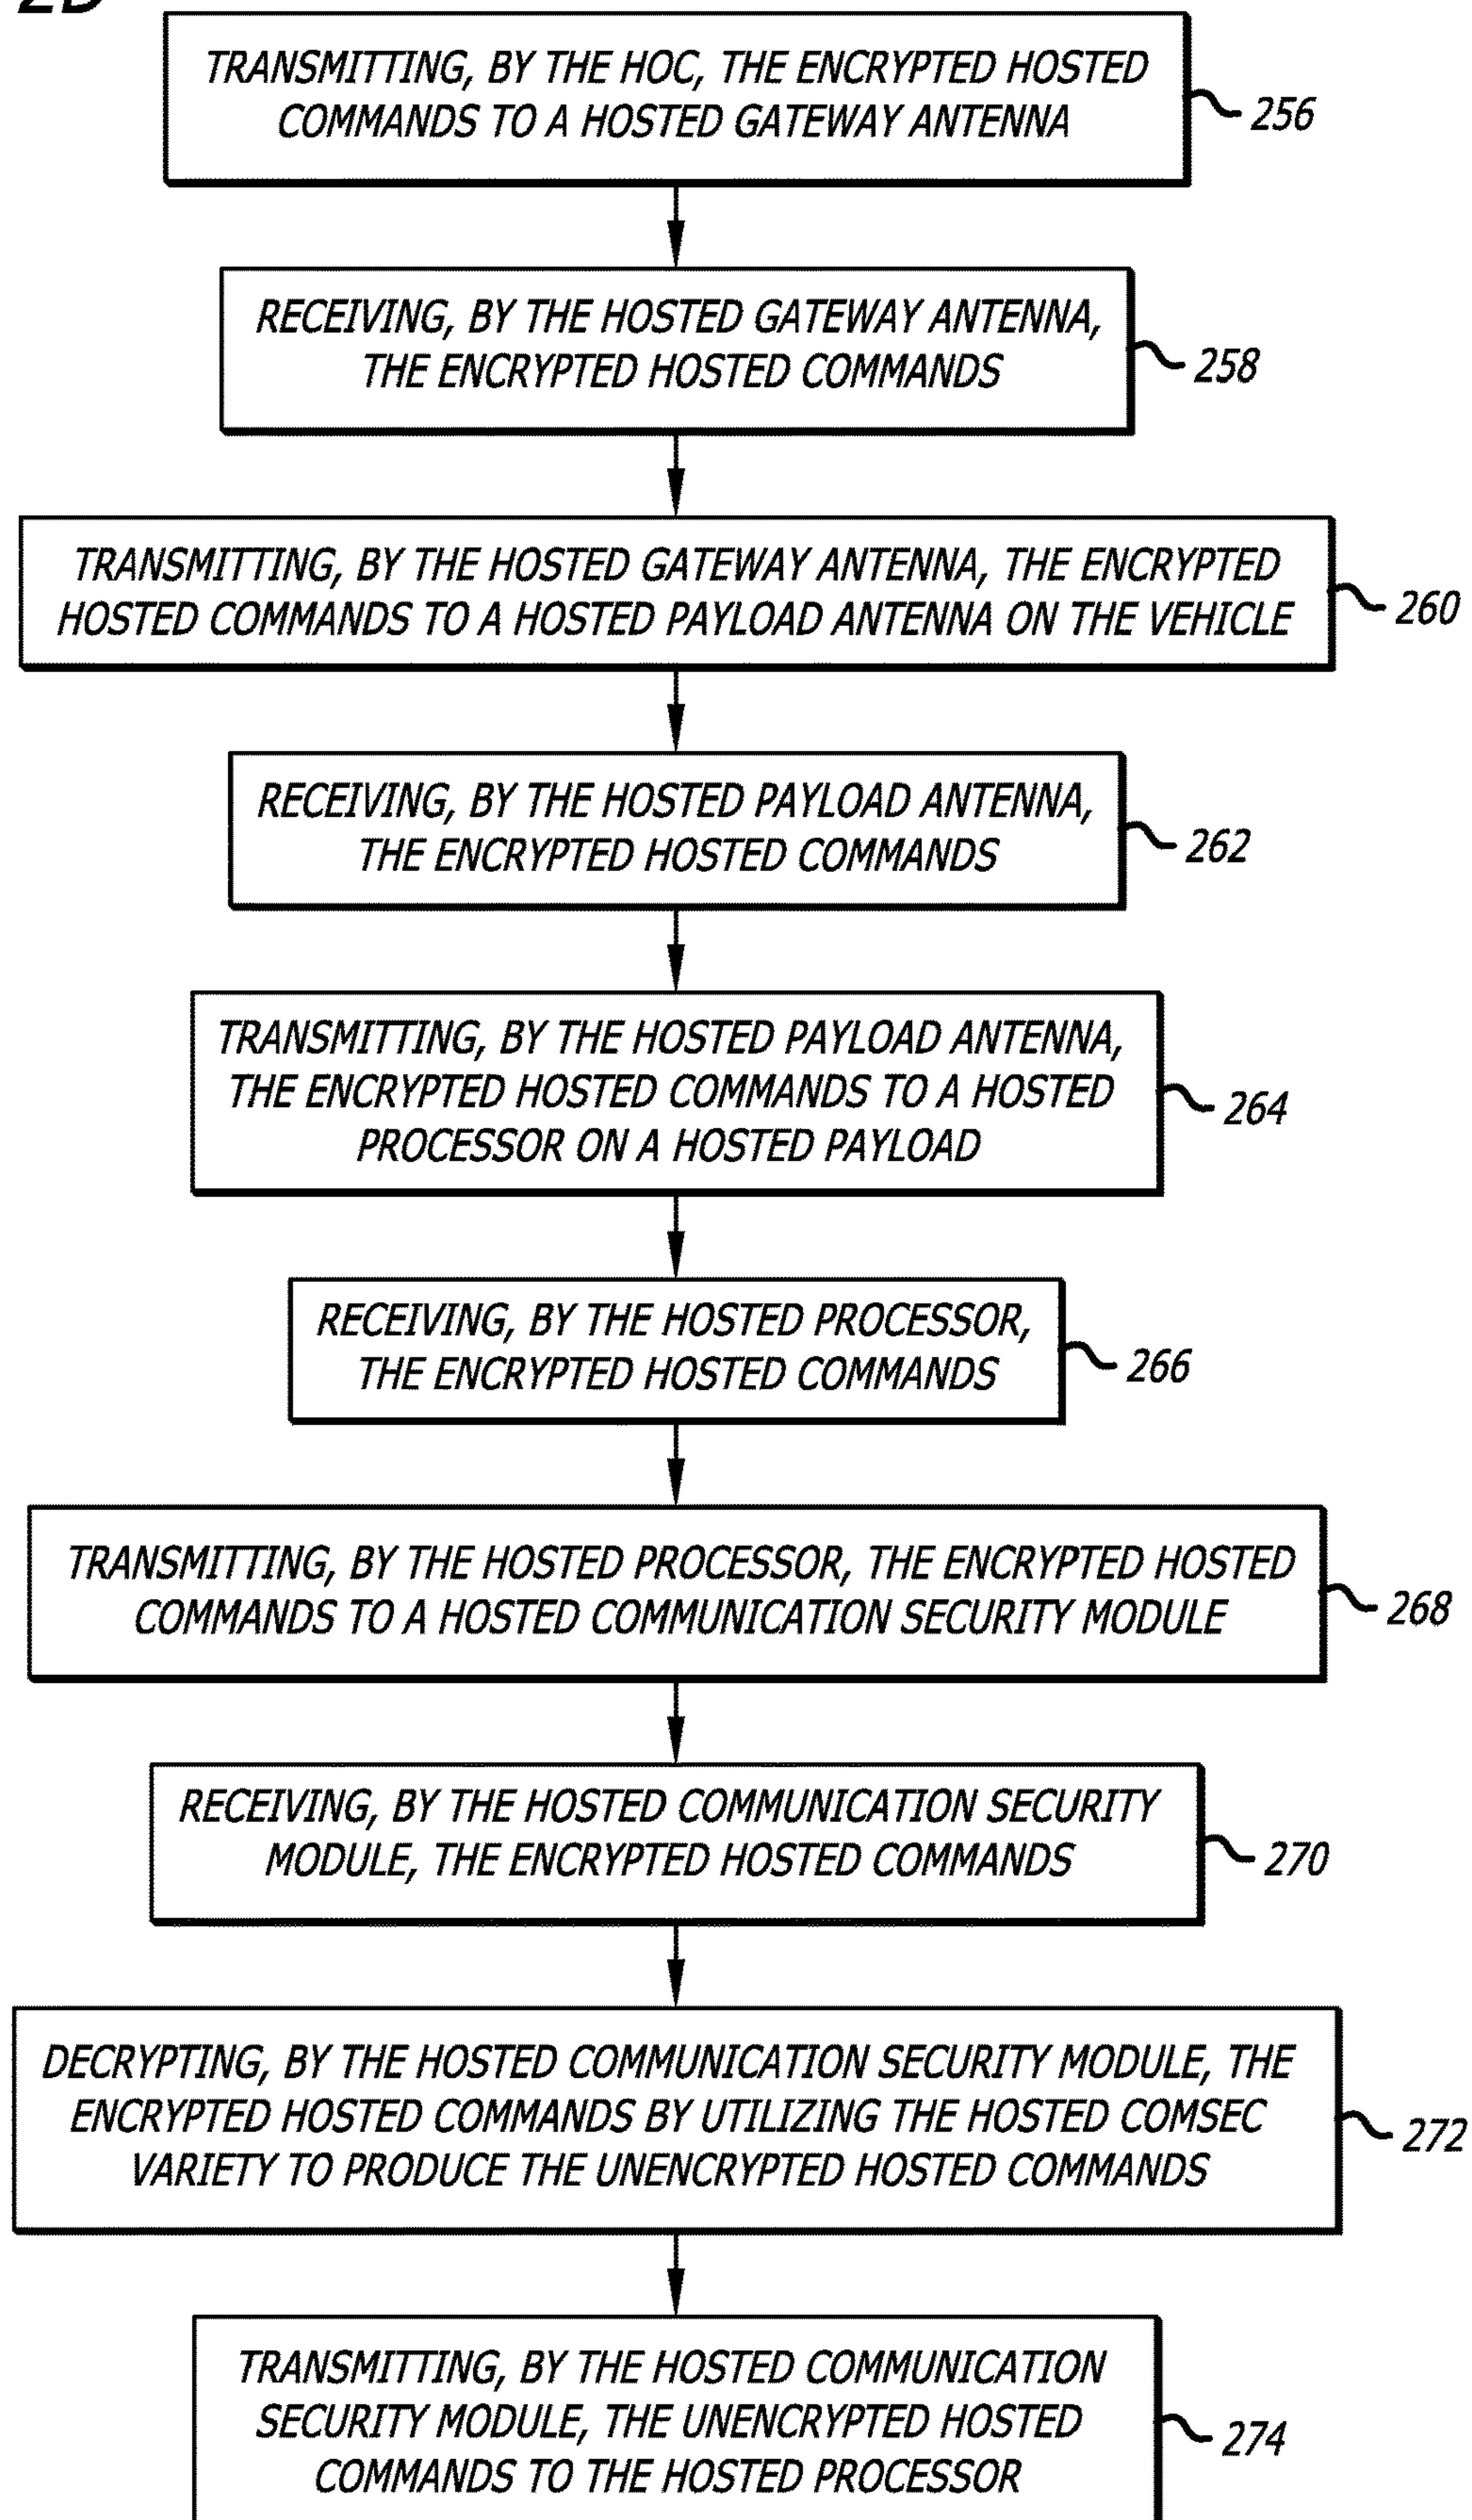 TRANSMITTING, BY THE HOC, THE ENCRYPTED HOSTED
COMMANDS TO A HOSTED GATEWAY ANTENNA
256
RECEIVING, BY THE HOSTED GATEWAY ANTENNA,
THE ENCRYPTED HOSTED COMMANDS
258
TRANSMITTING, BY THE HOSTED GATEWAY ANTENNA, THE ENCRYPTED
HOSTED COMMANDS TO A HOSTED PAYLOAD ANTENNA ON THE VEHICLE
260
RECEIVING, BY THE HOSTED PAYLOAD ANTENNA,
THE ENCRYPTED HOSTED COMMANDS
262
TRANSMITTING, BY THE HOSTED PAYLOAD ANTENNA,
THE ENCRYPTED HOSTED COMMANDS TO A HOSTED
PROCESSOR ON A HOSTED PAYLOAD
264
RECEIVING, BY THE HOSTED PROCESSOR,
THE ENCRYPTED HOSTED COMMANDS
266
TRANSMITTING, BY THE HOSTED PROCESSOR, THE ENCRYPTED HOSTED
COMMANDS TO A HOSTED COMMUNICATION SECURITY MODULE
268
RECEIVING, BY THE HOSTED COMMUNICATION SECURITY
MODULE, THE ENCRYPTED HOSTED COMMANDS
270
DECRYPTING, BY THE HOSTED COMMUNICATION SECURITY MODULE, THE
ENCRYPTED HOSTED COMMANDS BY UTILIZING THE HOSTED COMSEC
VARIETY TO PRODUCE THE UNENCRYPTED HOSTED COMMANDS
272
TRANSMITTING, BY THE HOSTED COMMUNICATION
SECURITY MODULE, THE UNENCRYPTED HOSTED
COMMANDS TO THE HOSTED PROCESSOR
274